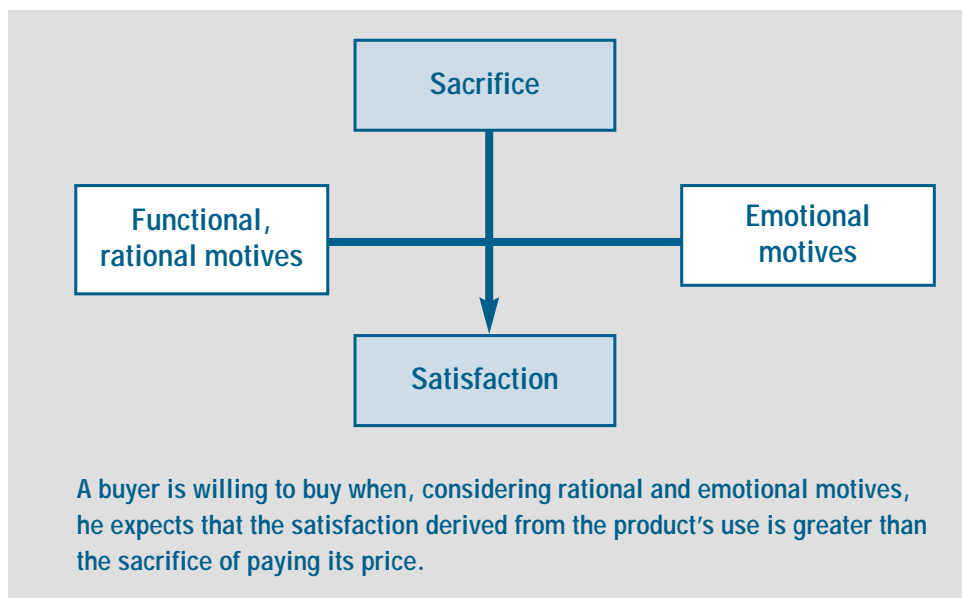 Sacrifice
Functional,
rational motives
Emotional
motives
Satisfaction
A buyer is willing to buy when, considering rational and emotional motives,
he expects that the satisfaction derived from the product’s use is greater than
the sacrifice of paying its price.